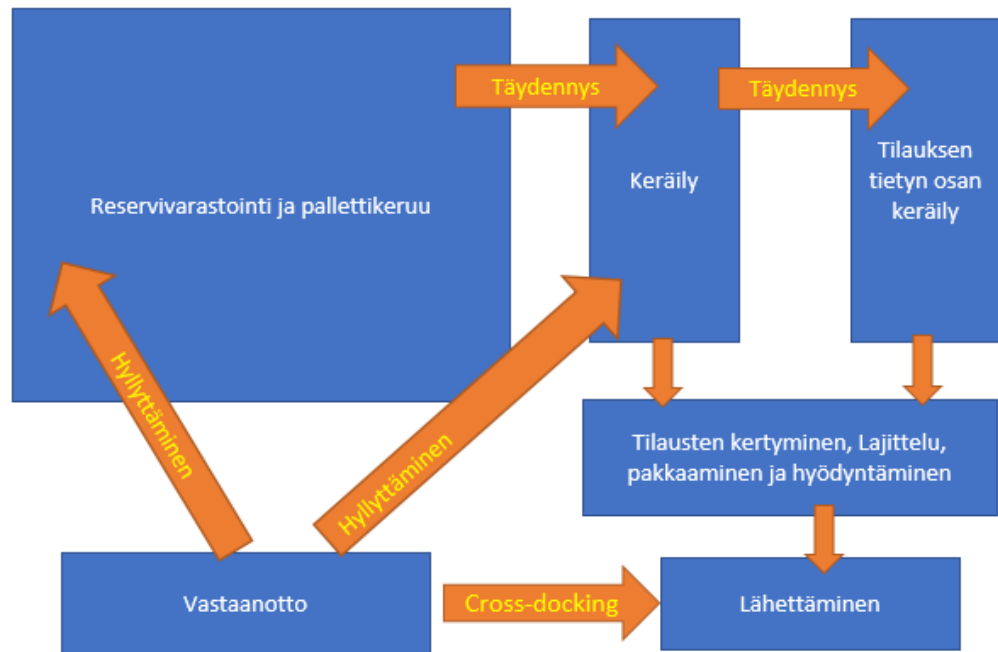 Täydennys
Täydennys
Reservivarastointi ja pallettikeruu
Keräily
Tilauksen
tietyn osan
keräily
Hyllyttäminen
Hyllyttäminen
Tilausten kertyminen, Lajittelu,
pakkaaminen ja hyödyntäminen
Vastaanotto
Cross-docking
Lähettäminen